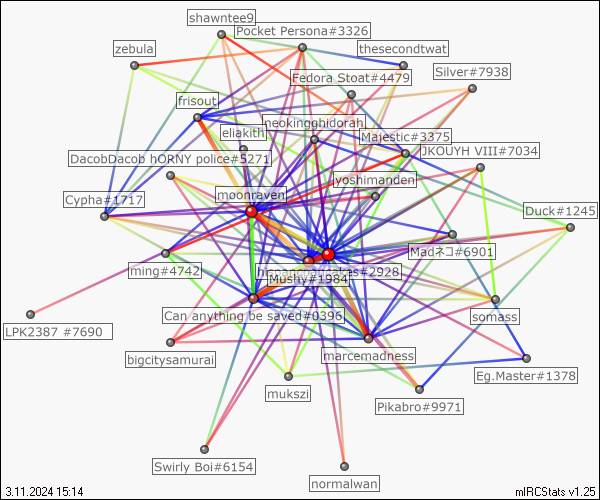 shawntee9
Pocket Persona#3326
zebula
thesecondtwat
Fedora Stoat#4479
Silver#7938
frisout
neokingghidorah
eliakith
Majestic#3375
JKOUYH VIII#7034
DacobDacob hORNY police#5271
yoshimanden
moonraven
Cypha#1717
Duck#1245
Madネコ#6901
ming#4742
Mushy#1984
somass
Can anything be saved#0396
LPK2387 #7690
bigcitysamurai
marcemadness
Eg.Master#1378
mukszi
Pikabro#9971
Swirly Boi#6154
normalwan
3.11.2024 15:14
mIRCStats v1.25